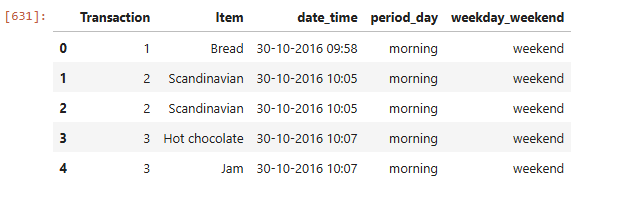 [631]: Transaction Item date_time period_day weekday_weekend
0 1 Bread 30-10-2016 09:58 morning weekend
1 2 Scandinavian 30-10-2016 10:05 morning weekend
2 2 Scandinavian 30-10-2016 10:05 morning weekend
3 3 Hot chocolate 30-10-2016 10:07 morning weekend
4 3 Jam 30-10-2016 10:07 morning weekend